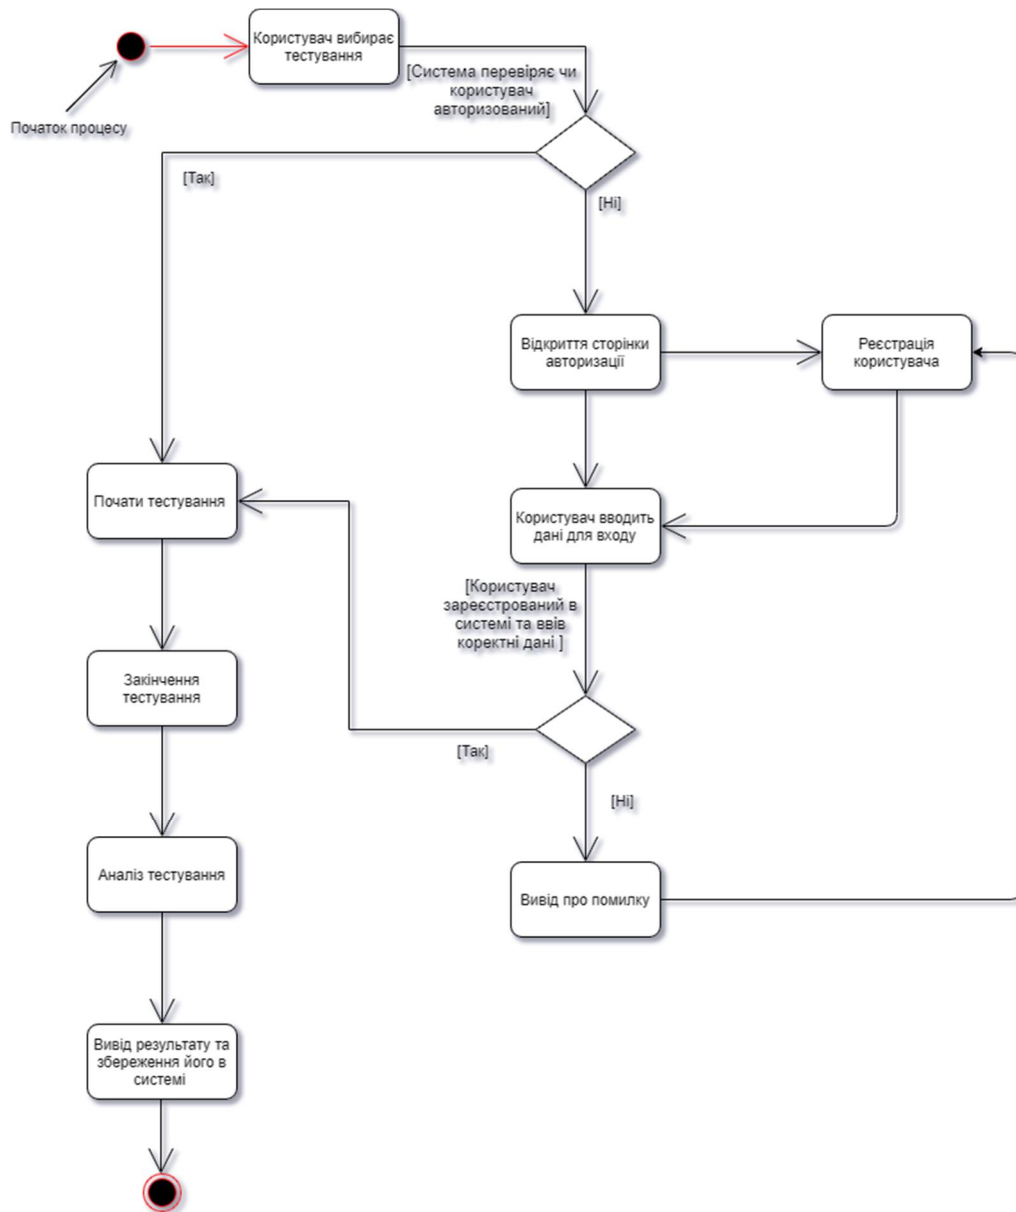 Користувач вибирає
тестування
[Система перевіряє чи
користувач
авторизований]
Початок процесу
[Так]
[Ні]
Відкриття сторінки
авторизації
Реєстрація
користувача
Почати тестування
Користувач вводить
дані для входу
[Користувач
зареєстрований в
системі та ввів
коректні дані ]
Закінчення
тестування
[Так]
[Ні]
Аналіз тестування
Вивід про помилку
Вивід результату та
збереження його в
системі